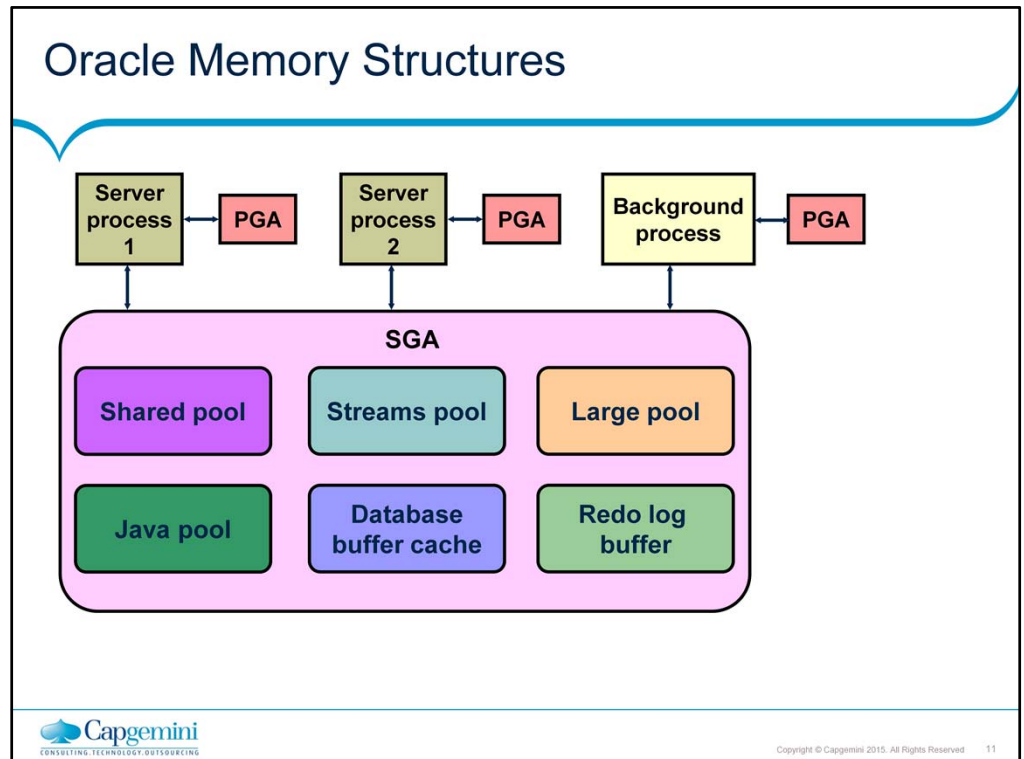 Oracle Memory Structures
Server
process
1
PGA
Server
process
2
PGA
Background
process
PGA
SGA
Shared pool
Streams pool
Large pool
Java pool
Database
buffer cache
Redo log
buffer
Capgemini
CONSULTING.TECHNOLOGY.OUTSOURCING
Copyright © Capgemini 2015. All Rights Reserved 11